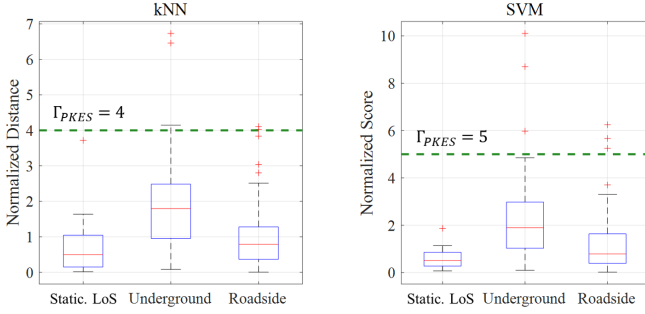 kNN
Normalized Distance
7
6
5
4
3
2
1
0
Γ_PKES = 4
Static. LoS Underground Roadside
SVM
Normalized Score
10
8
6
4
2
0
Γ_PKES = 5
Static. LoS Underground Roadside